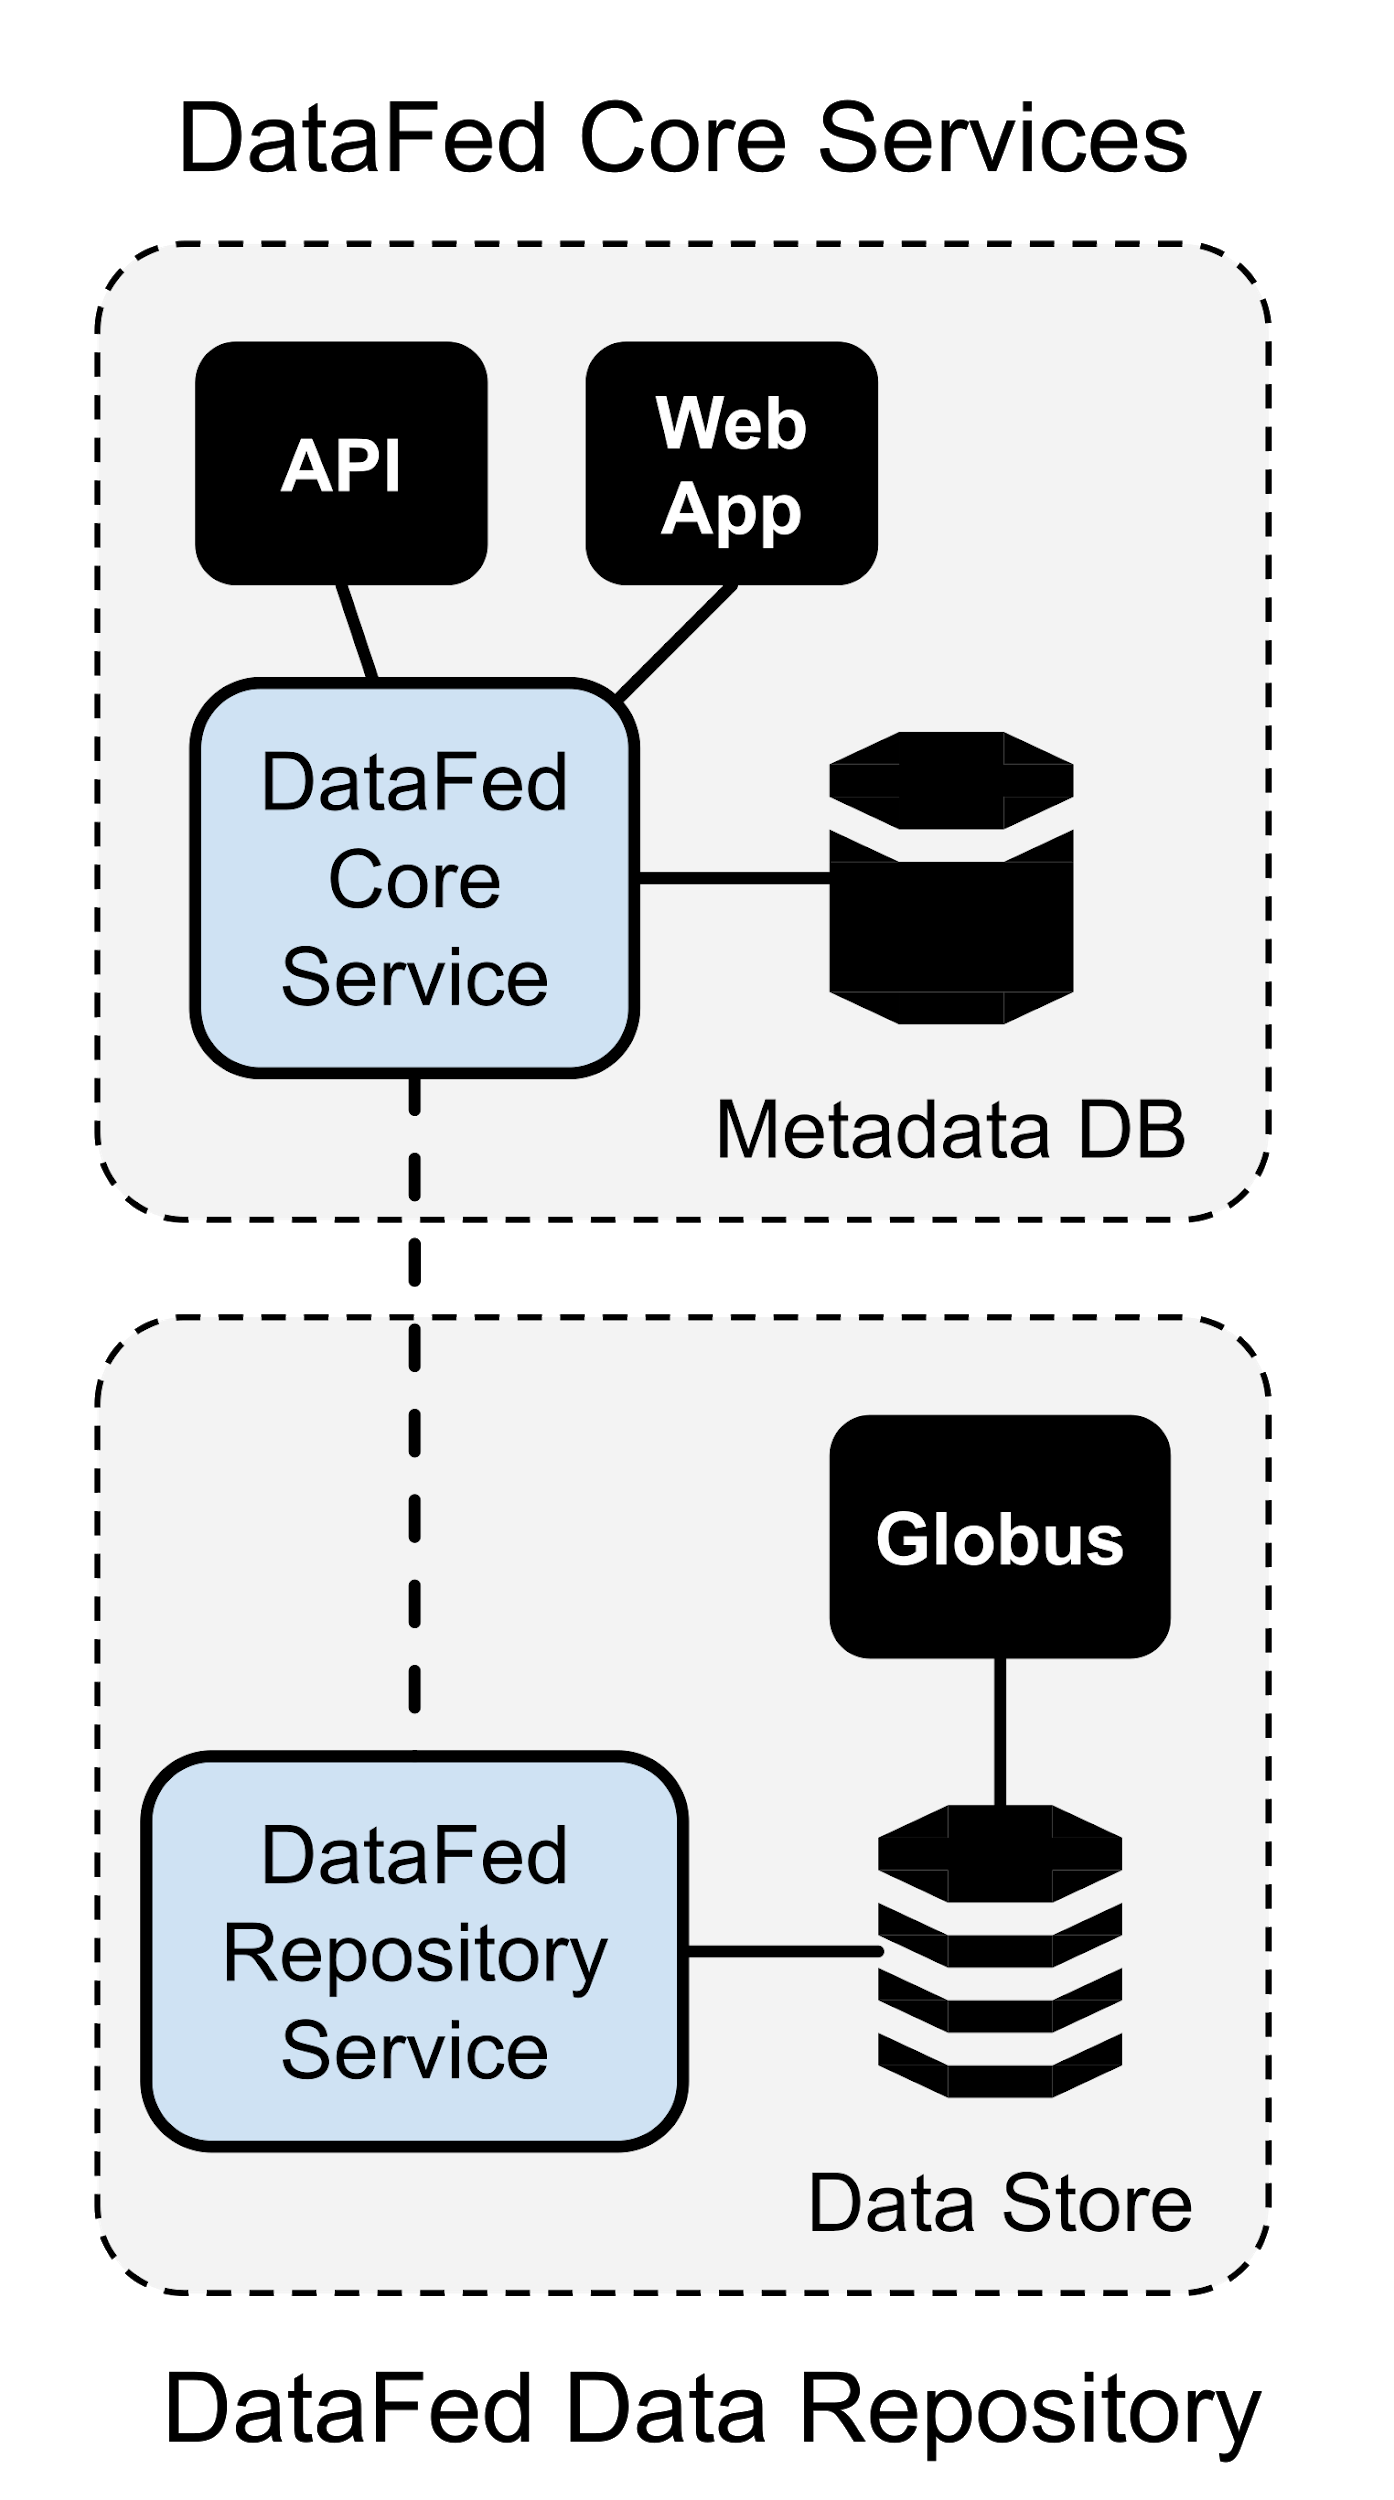 DataFed Core Services
API
Web
App
DataFed
Core
Service
Metadata DB
Globus
DataFed
Repository
Service
Data Store
DataFed Data Repository